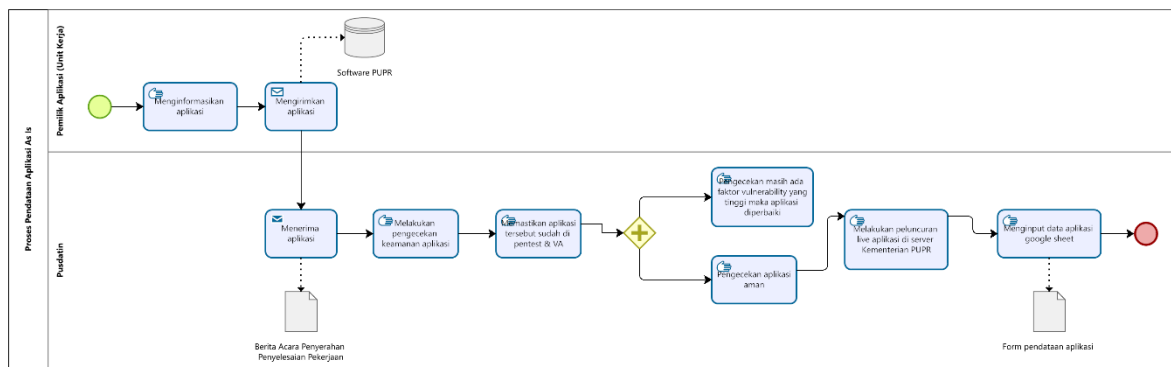 Proses Pendataan Aplikasi As Is
Pemilik Aplikasi (Unit Kerja)
Software PUPR
Menginformasikan
aplikasi
Mengirimkan
aplikasi
Pusdatin
Menerima
aplikasi
Melakukan
pengecekan
keamanan aplikasi
Memastikan aplikasi
tersebut sudah di
pentest & VA
Pengecekan masih ada
faktor vulnerability yang
tinggi maka aplikasi
diperbaiki
Pengecekan aplikasi
aman
Melakukan peluncuran
live aplikasi di server
Kementerian PUPR
Menginput data aplikasi
google sheet
Berita Acara Penyerahan
Penyelesaian Pekerjaan
Form pendataan aplikasi